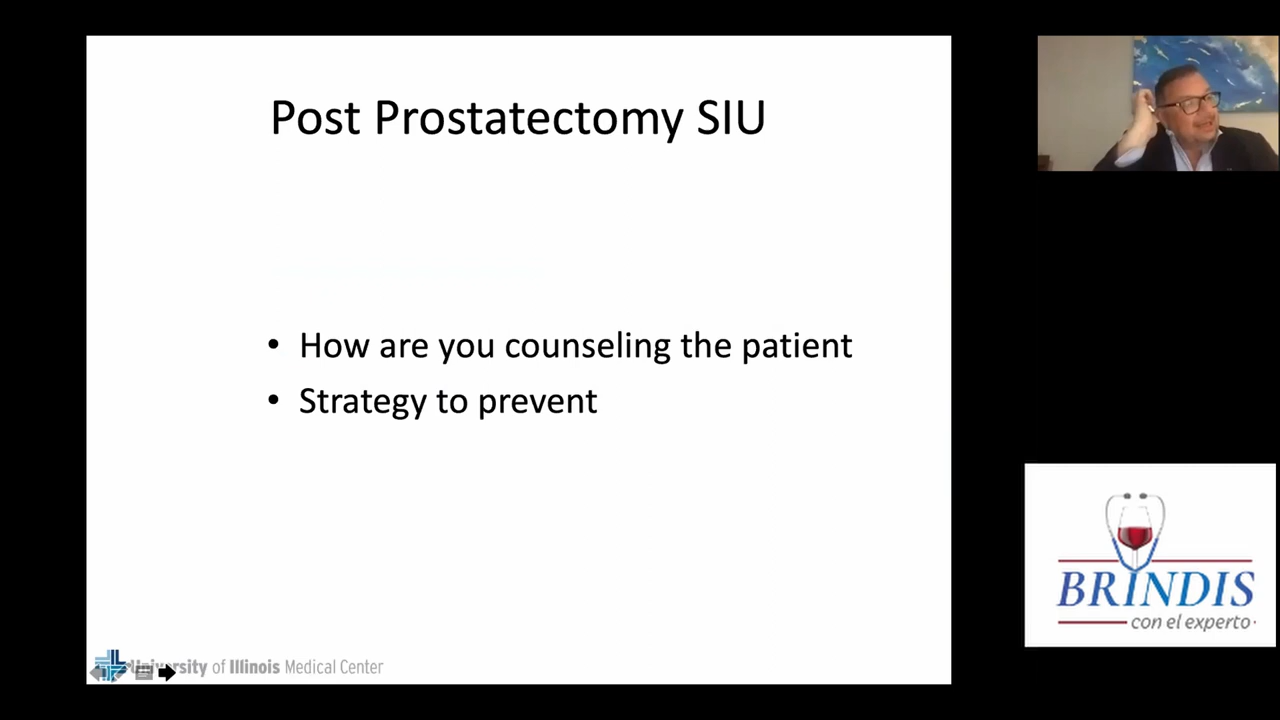 Post Prostatectomy SIU
• How are you counseling the patient
• Strategy to prevent
University of Illinois Medical Center
BRINDIS
con el experto